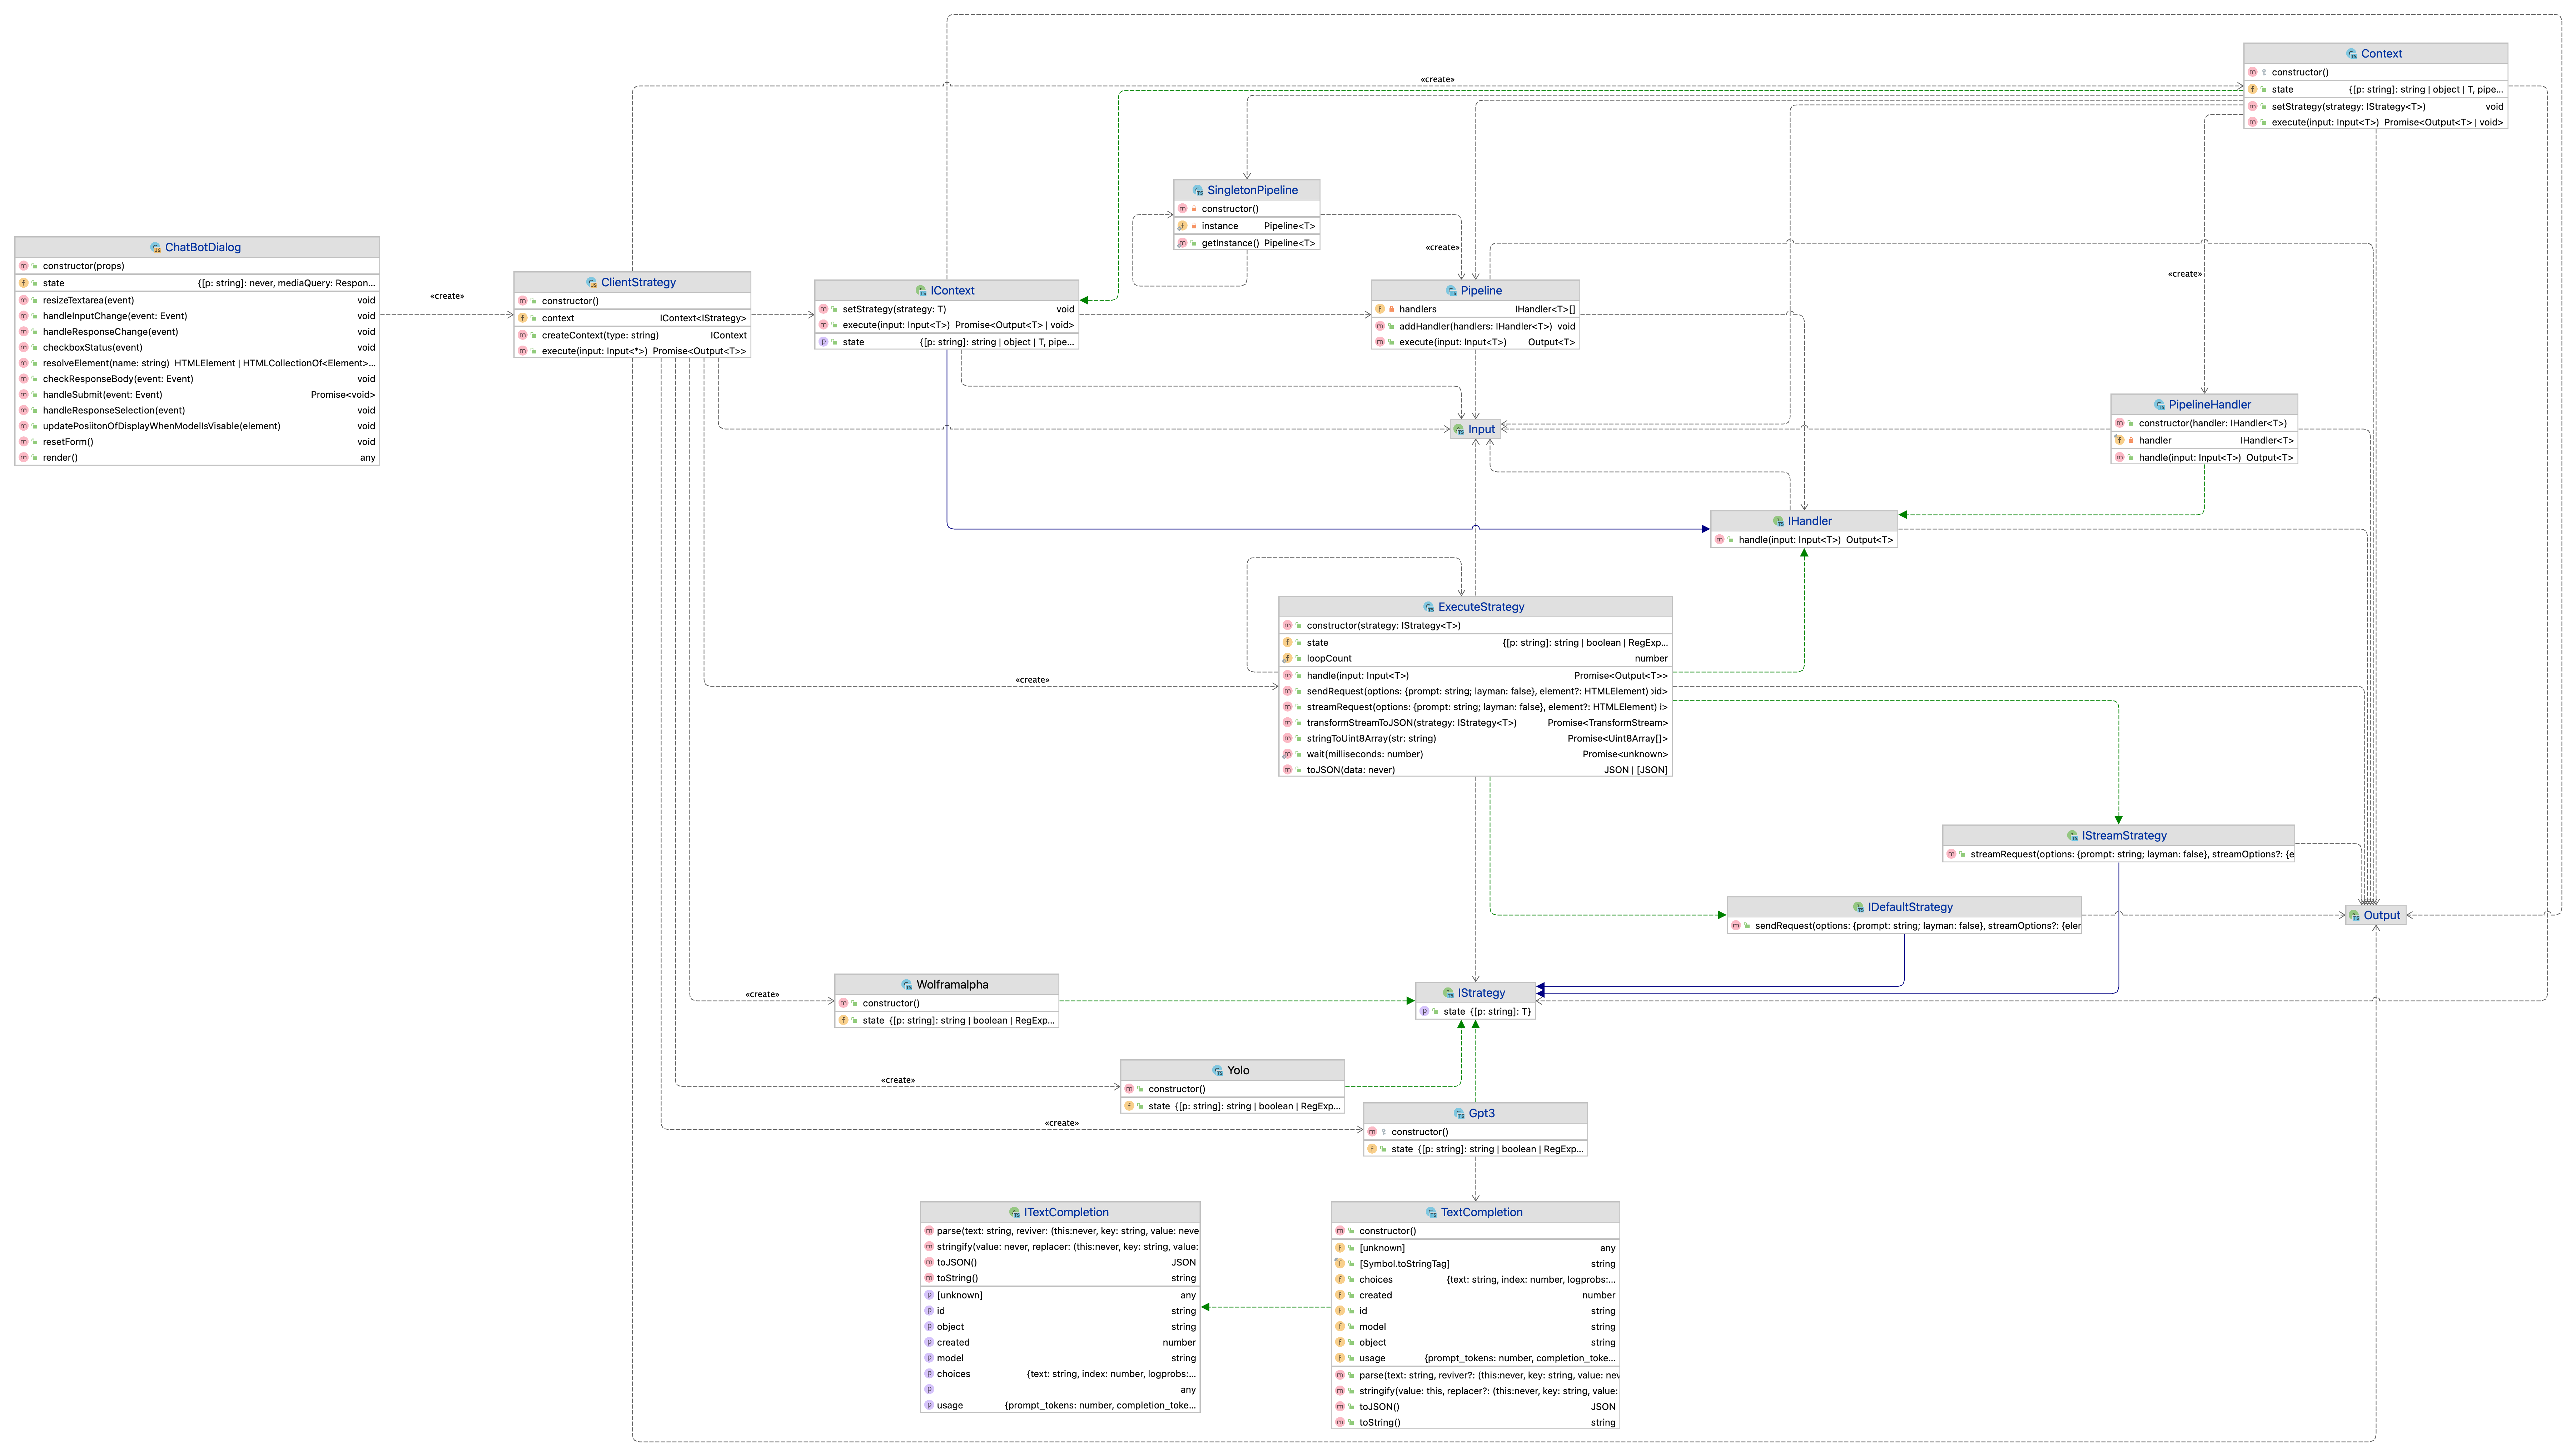 Context
constructor()
state {[p: string]: string | object | T, pipe...
setStrategy(strategy: IStrategy<T>) void
execute(input: Input<T>) Promise<Output<T> | void>
«create»
SingletonPipeline
constructor()
instance Pipeline<T>
getInstance() Pipeline<T>
«create»
«create»
ChatBotDialog
constructor(props)
state {[p: string]: never, mediaQuery: Respon...
resizeTextarea(event) void
handleInputChange(event: Event) void
handleResponseChange(event) void
checkboxStatus(event) void
resolveElement(name: string) HTMLElement | HTMLCollectionOf<Element>...
checkResponseBody(event: Event) void
handleSubmit(event: Event) Promise<void>
handleResponseSelection(event) void
updatePosiitonOfDisplayWhenModelIsVisable(element) void
resetForm() void
render() any
«create»
ClientStrategy
constructor()
context IContext<IStrategy>
createContext(type: string) IContext
execute(input: Input<*>) Promise<Output<T>>
IContext
setStrategy(strategy: T) void
execute(input: Input<T>) Promise<Output<T> | void>
state {[p: string]: string | object | T, pipe...
Pipeline
handlers IHandler<T>[]
addHandler(handlers: IHandler<T>) void
execute(input: Input<T>) Output<T>
Input
PipelineHandler
constructor(handler: IHandler<T>)
handler IHandler<T>
handle(input: Input<T>) Output<T>
IHandler
handle(input: Input<T>) Output<T>
ExecuteStrategy
constructor(strategy: IStrategy<T>)
state {[p: string]: string | boolean | RegExp...
loopCount number
handle(input: Input<T>) Promise<Output<T>>
sendRequest(options: {prompt: string; layman: false}, element?: HTMLElement) id>
streamRequest(options: {prompt: string; layman: false}, element?: HTMLElement)
transformStreamToJSON(strategy: IStrategy<T>) Promise<TransformStream>
stringToUint8Array(str: string) Promise<Uint8Array[]>
wait(milliseconds: number) Promise<unknown>
toJSON(data: never) JSON | [JSON]
«create»
IStreamStrategy
streamRequest(options: {prompt: string; layman: false}, streamOptions?: {e
IDefaultStrategy
sendRequest(options: {prompt: string; layman: false}, streamOptions?: {eler
Output
Wolframalpha
constructor()
state {[p: string]: string | boolean | RegExp...
«create»
IStrategy
state {[p: string]: T}
Yolo
constructor()
state {[p: string]: string | boolean | RegExp...
«create»
Gpt3
constructor()
state {[p: string]: string | boolean | RegExp...
«create»
ITextCompletion
parse(text: string, reviver: (this:never, key: string, value: neve
stringify(value: never, replacer: (this:never, key: string, value:
toJSON() JSON
toString() string
[unknown] any
id string
object string
created number
model string
choices {text: string, index: number, logprobs:...
any
usage {prompt_tokens: number, completion_toke...
TextCompletion
constructor()
[unknown] any
[Symbol.toStringTag] string
choices {text: string, index: number, logprobs:...
created number
id string
model string
object string
usage {prompt_tokens: number, completion_toke...
parse(text: string, reviver?: (this:never, key: string, value: nev
stringify(value: this, replacer?: (this:never, key: string, value:
toJSON() JSON
toString() string